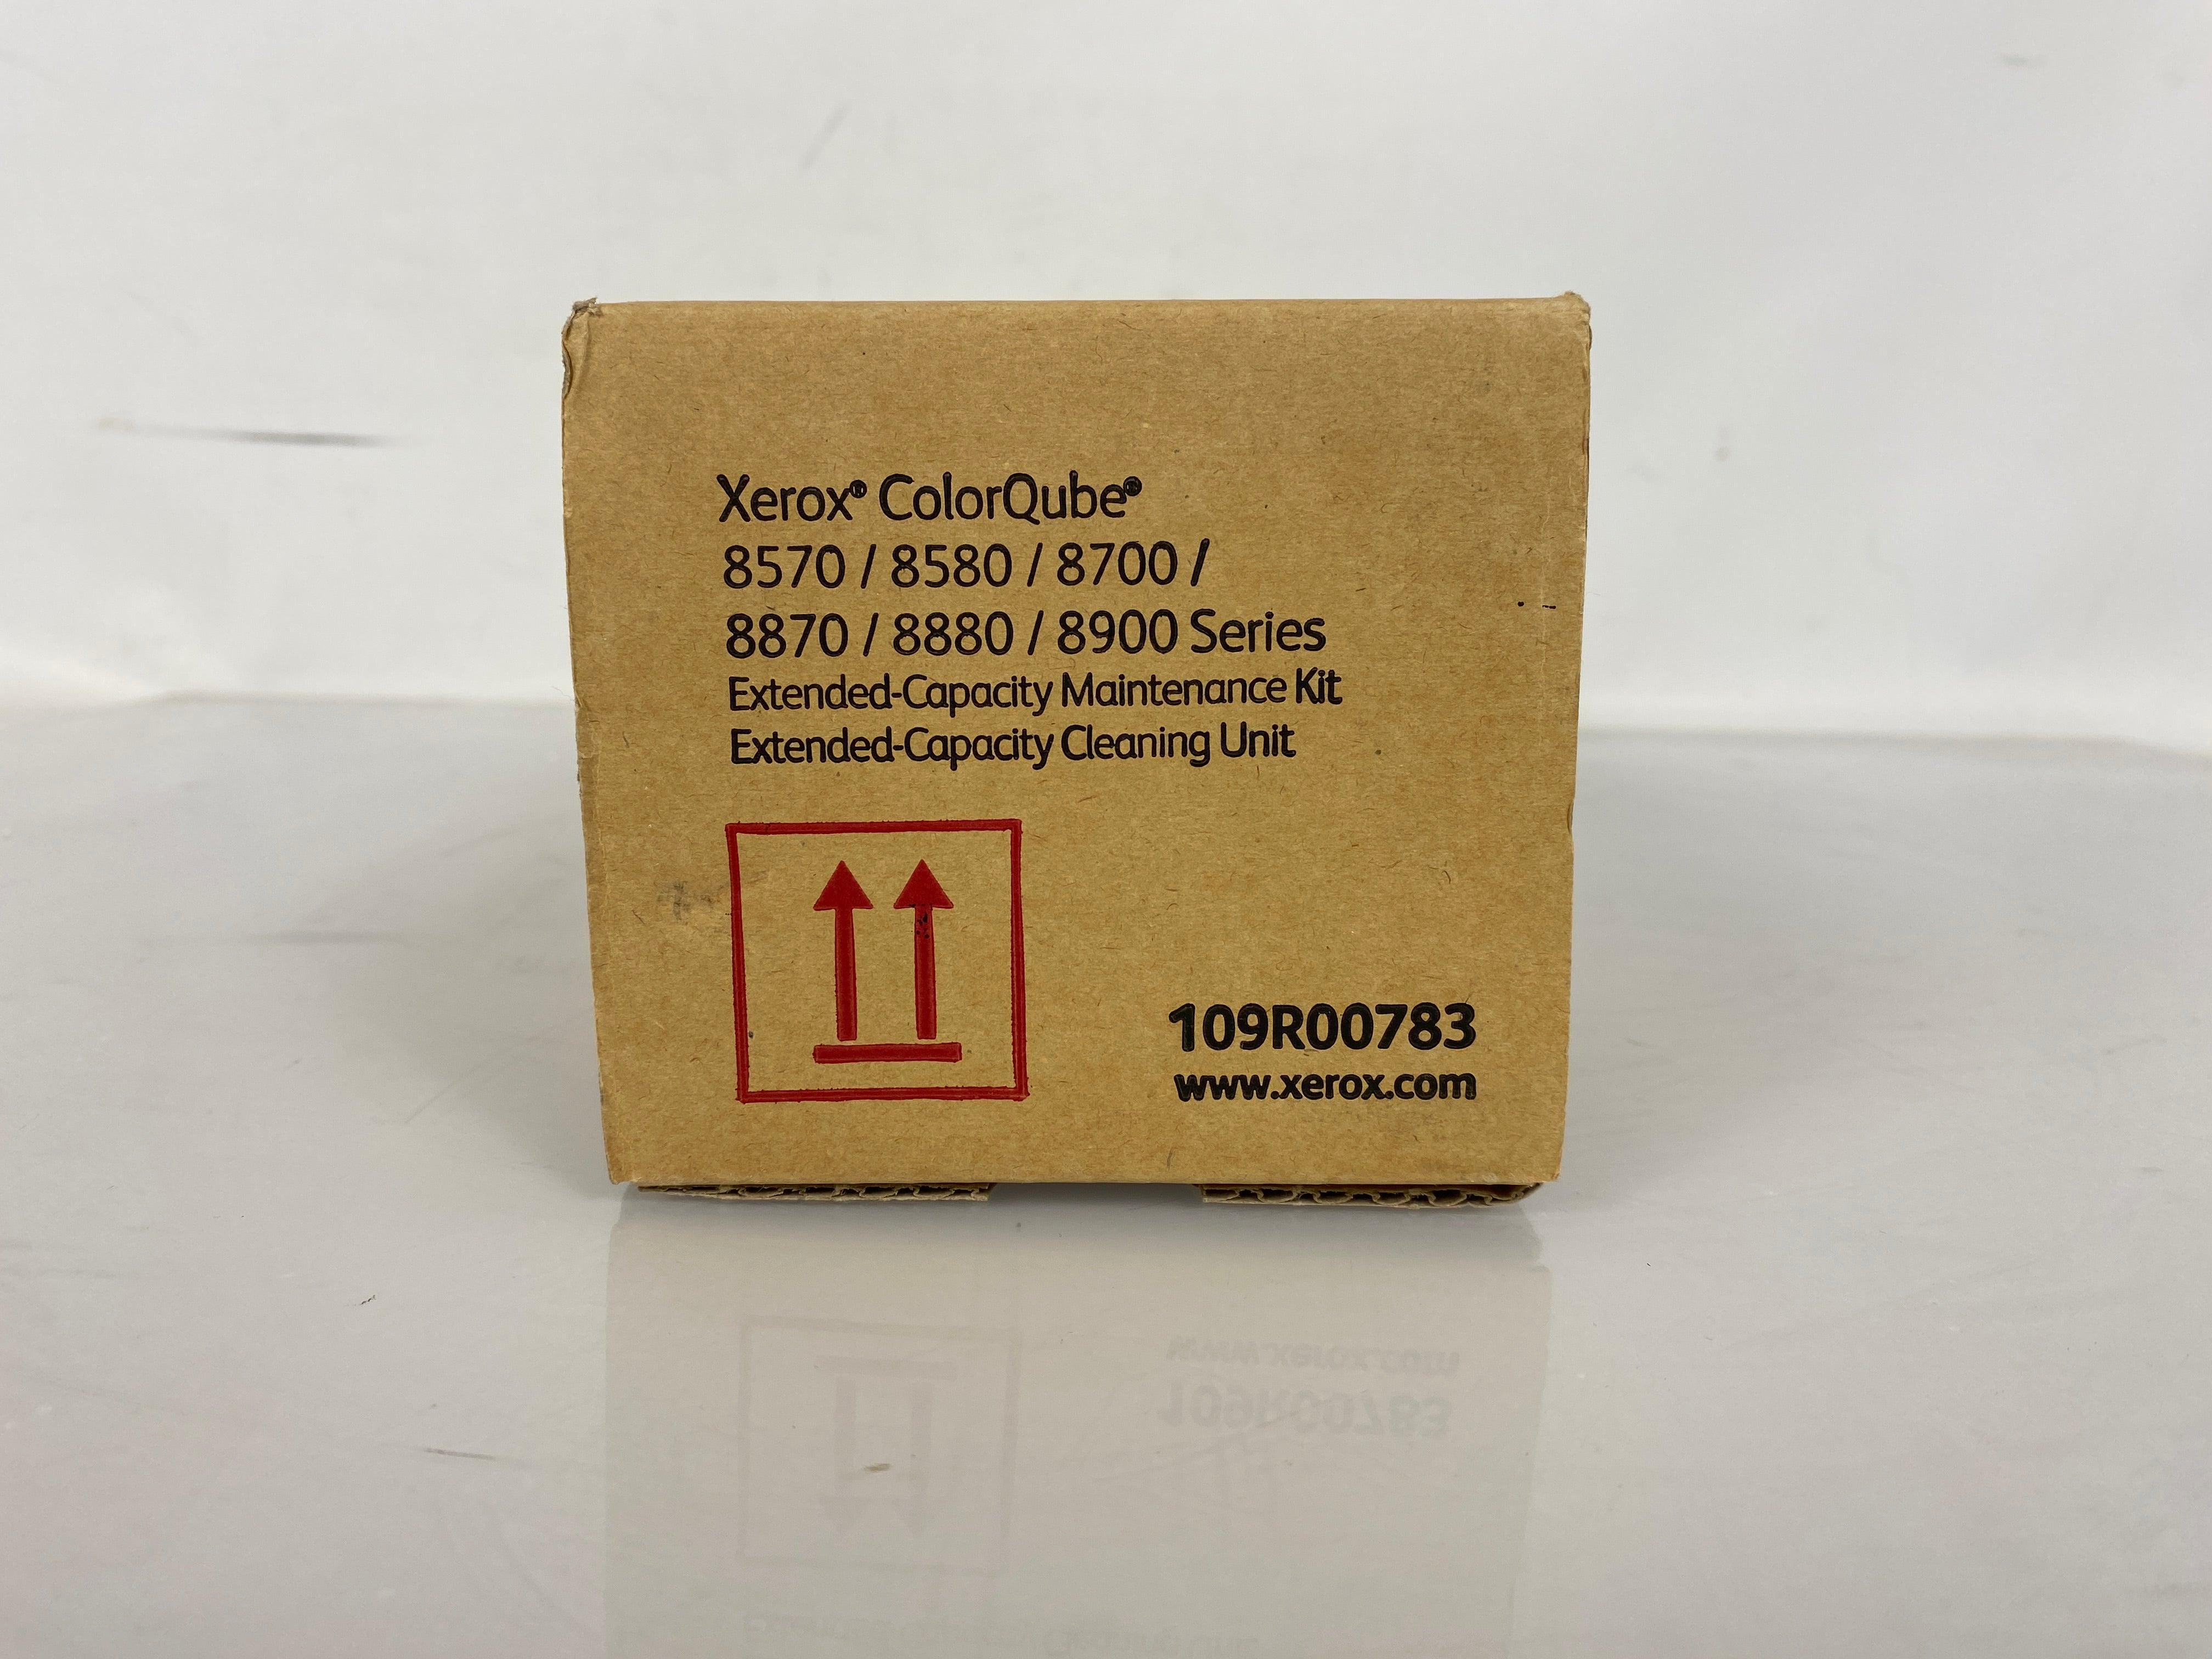 Xerox® ColorQube®
8570 / 8580 / 8700 /
8870 / 8880 / 8900 Series
Extended-Capacity Maintenance Kit
Extended-Capacity Cleaning Unit
109R00783
www.xerox.com